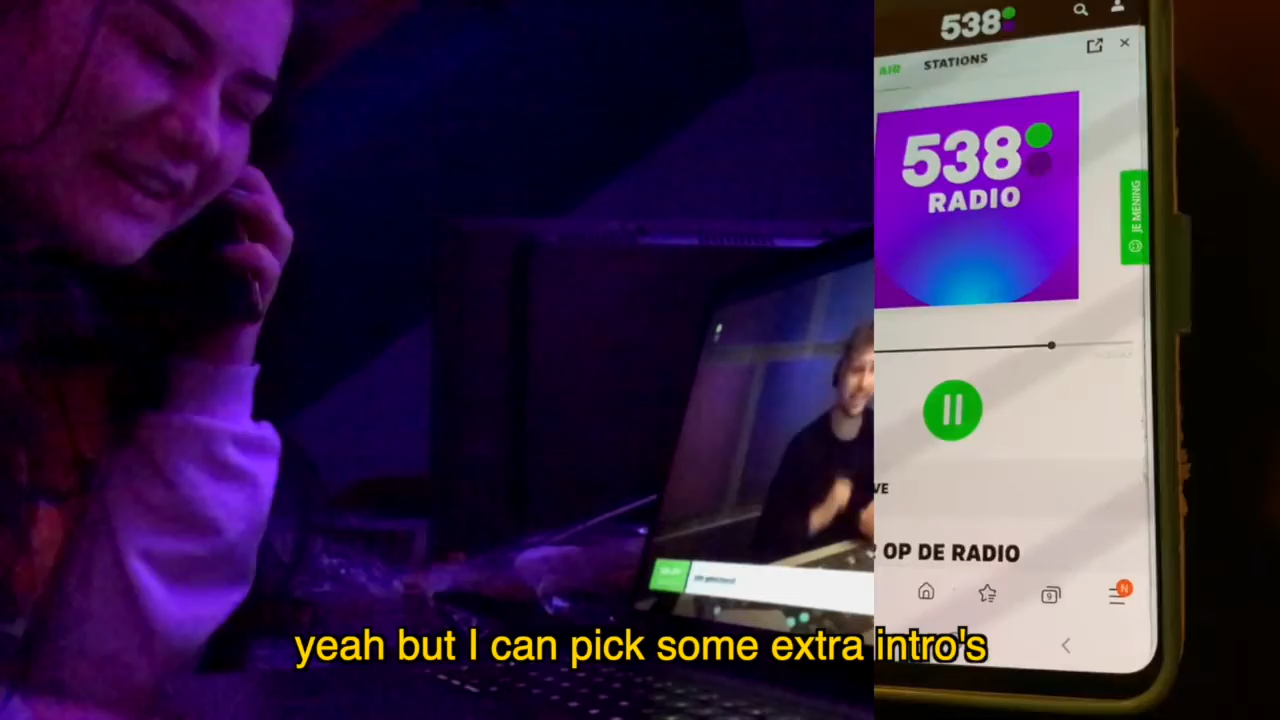 538
AIR
STATIONS
538
RADIO
JE MENING
VE
OP DE RADIO
9
N
yeah but I can pick some extra intro's